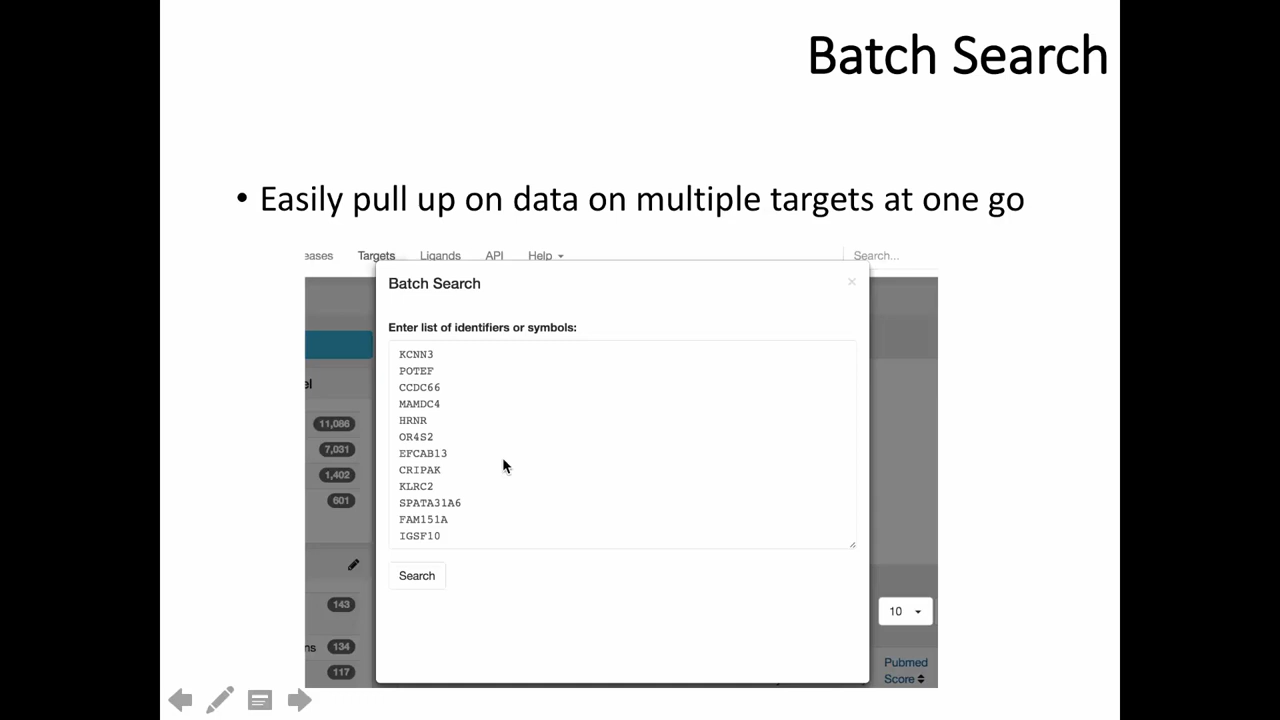 Batch Search
• Easily pull up on data on multiple targets at one go
eases Targets Ligands API Help Search...
Batch Search ×
Enter list of identifiers or symbols:
KCNN3
POTEF
CCDC66
MAMDC4
HRNR
OR4S2
EFCAB13
CRIPAK
KLRC2
SPATA31A6
FAM151A
IGSF10
Search
el
11,086
7,031
1,402
601
143
ns 134
117
10
Pubmed
Score